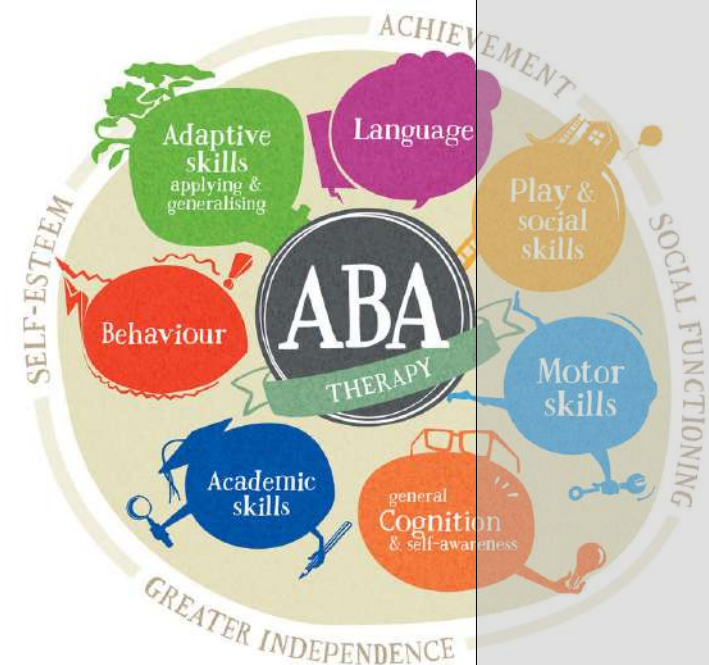 ACHIEVEMENT
Language
Adaptive
skills
applying &
generalising
Play &
social
skills
SELF-ESTEEM
SOCIAL FUNCTIONING
ABA
THERAPY
Behaviour
Motor
skills
Academic
skills
general
Cognition
& self-awareness
GREATER INDEPENDENCE